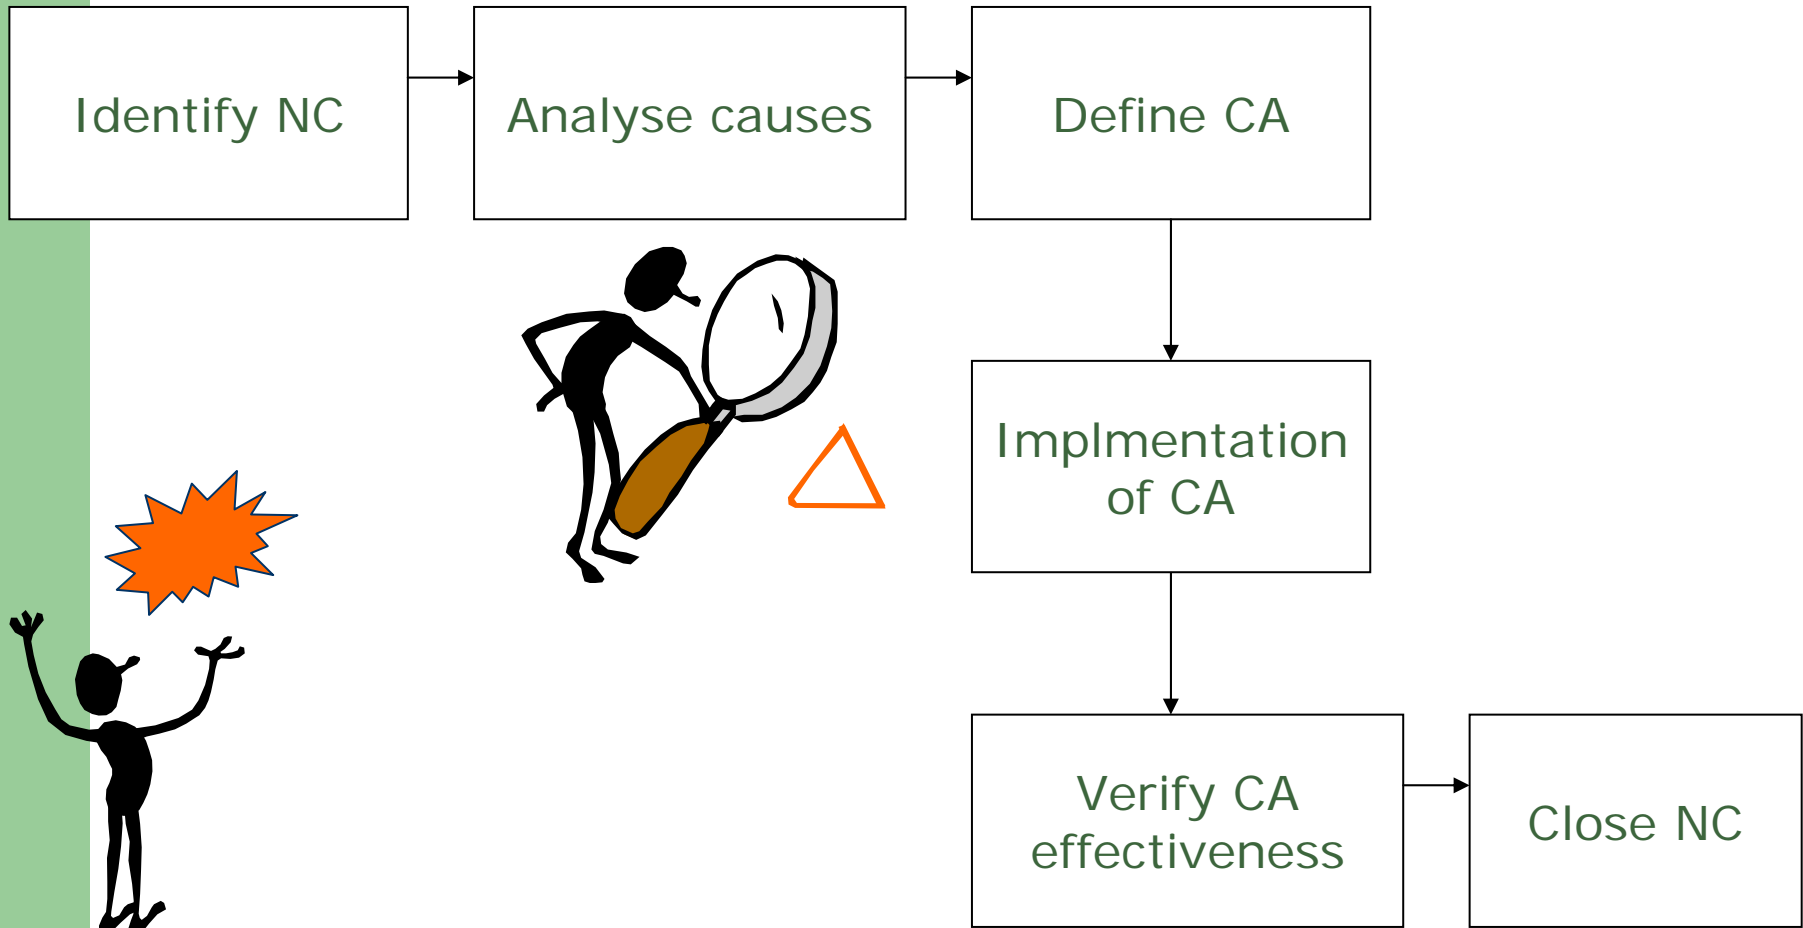 Identify NC
Analyse causes
Define CA
Implmentation
of CA
Verify CA
effectiveness
Close NC